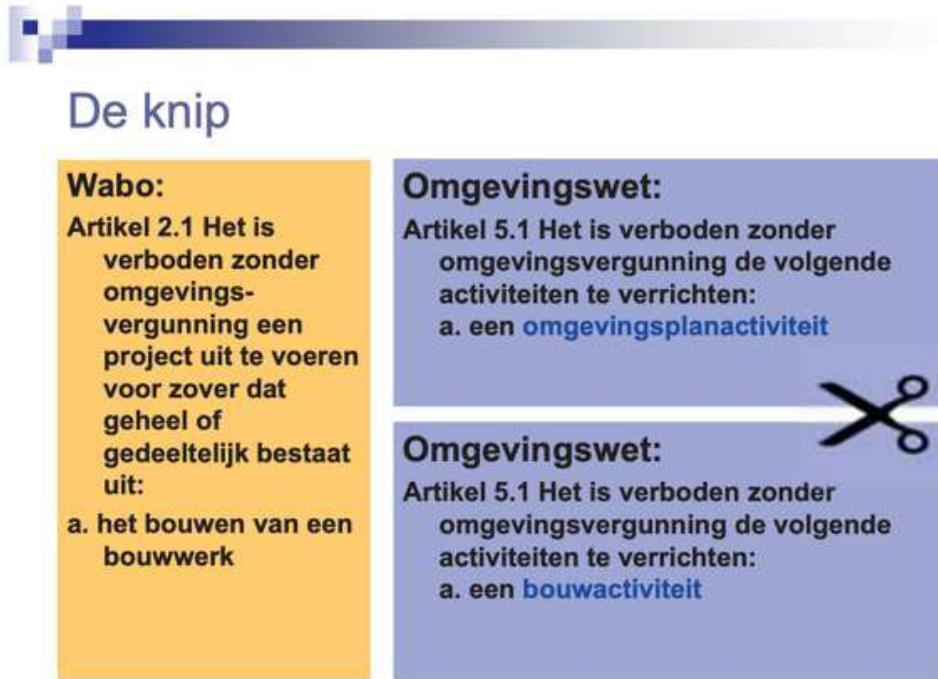 De knip
Wabo:
Artikel 2.1 Het is
verboden zonder
omgevings-
vergunning een
project uit te voeren
voor zover dat
geheel of
gedeeltelijk bestaat
uit:
a. het bouwen van een
bouwwerk
Omgevingswet:
Artikel 5.1 Het is verboden zonder
omgevingsvergunning de volgende
activiteiten te verrichten:
a. een omgevingsplanactiviteit
Omgevingswet:
Artikel 5.1 Het is verboden zonder
omgevingsvergunning de volgende
activiteiten te verrichten:
a. een bouwactiviteit